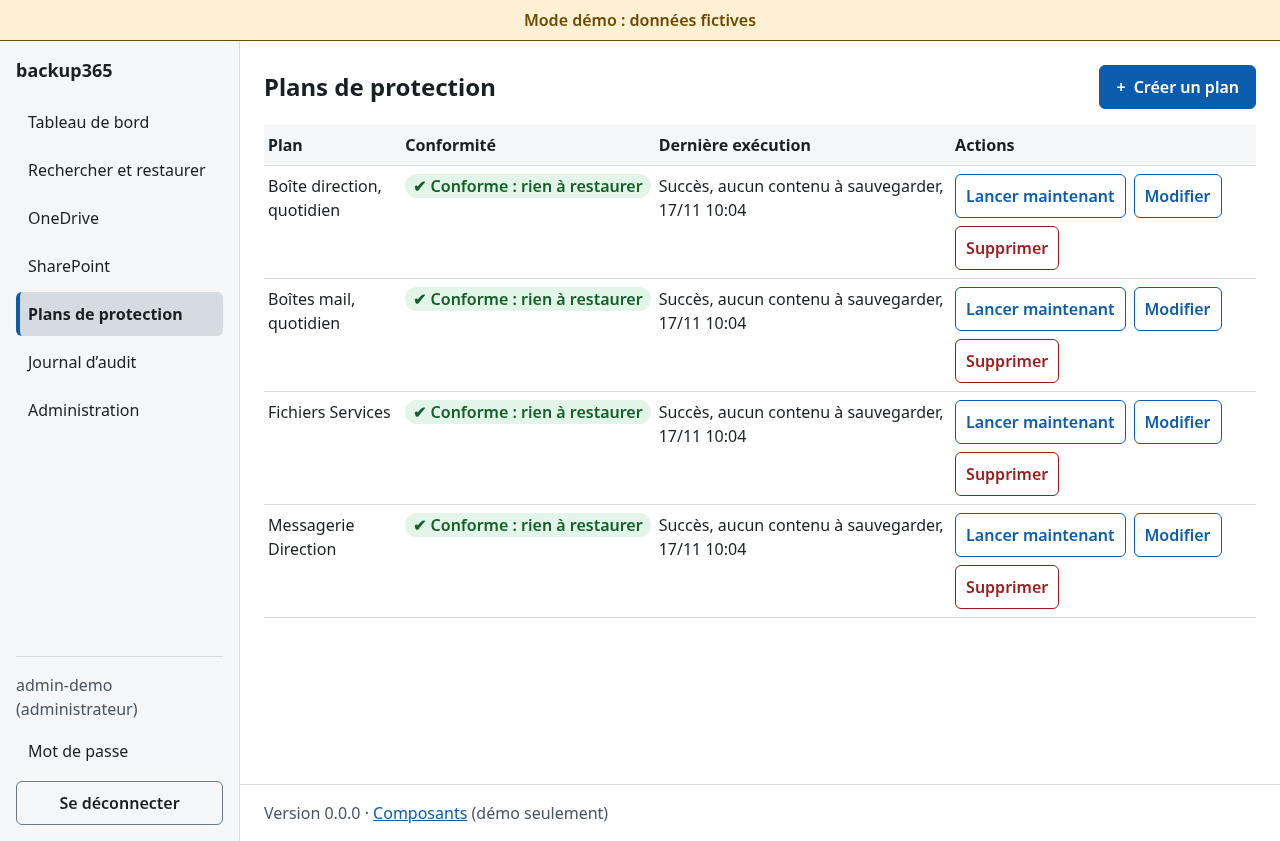 Mode démo : données fictives
backup365
Tableau de bord
Rechercher et restaurer
OneDrive
SharePoint
Plans de protection
Journal d’audit
Administration
admin-demo
(administrateur)
Mot de passe
Se déconnecter
Plans de protection
+ Créer un plan
Plan Conformité Dernière exécution Actions
Boîte direction, ✔ Conforme : rien à restaurer Succès, aucun contenu à sauvegarder, Lancer maintenant Modifier
quotidien 17/11 10:04
Supprimer
Boîtes mail, ✔ Conforme : rien à restaurer Succès, aucun contenu à sauvegarder, Lancer maintenant Modifier
quotidien 17/11 10:04
Supprimer
Fichiers Services ✔ Conforme : rien à restaurer Succès, aucun contenu à sauvegarder, Lancer maintenant Modifier
17/11 10:04
Supprimer
Messagerie ✔ Conforme : rien à restaurer Succès, aucun contenu à sauvegarder, Lancer maintenant Modifier
Direction 17/11 10:04
Supprimer
Version 0.0.0 · Composants (démo seulement)